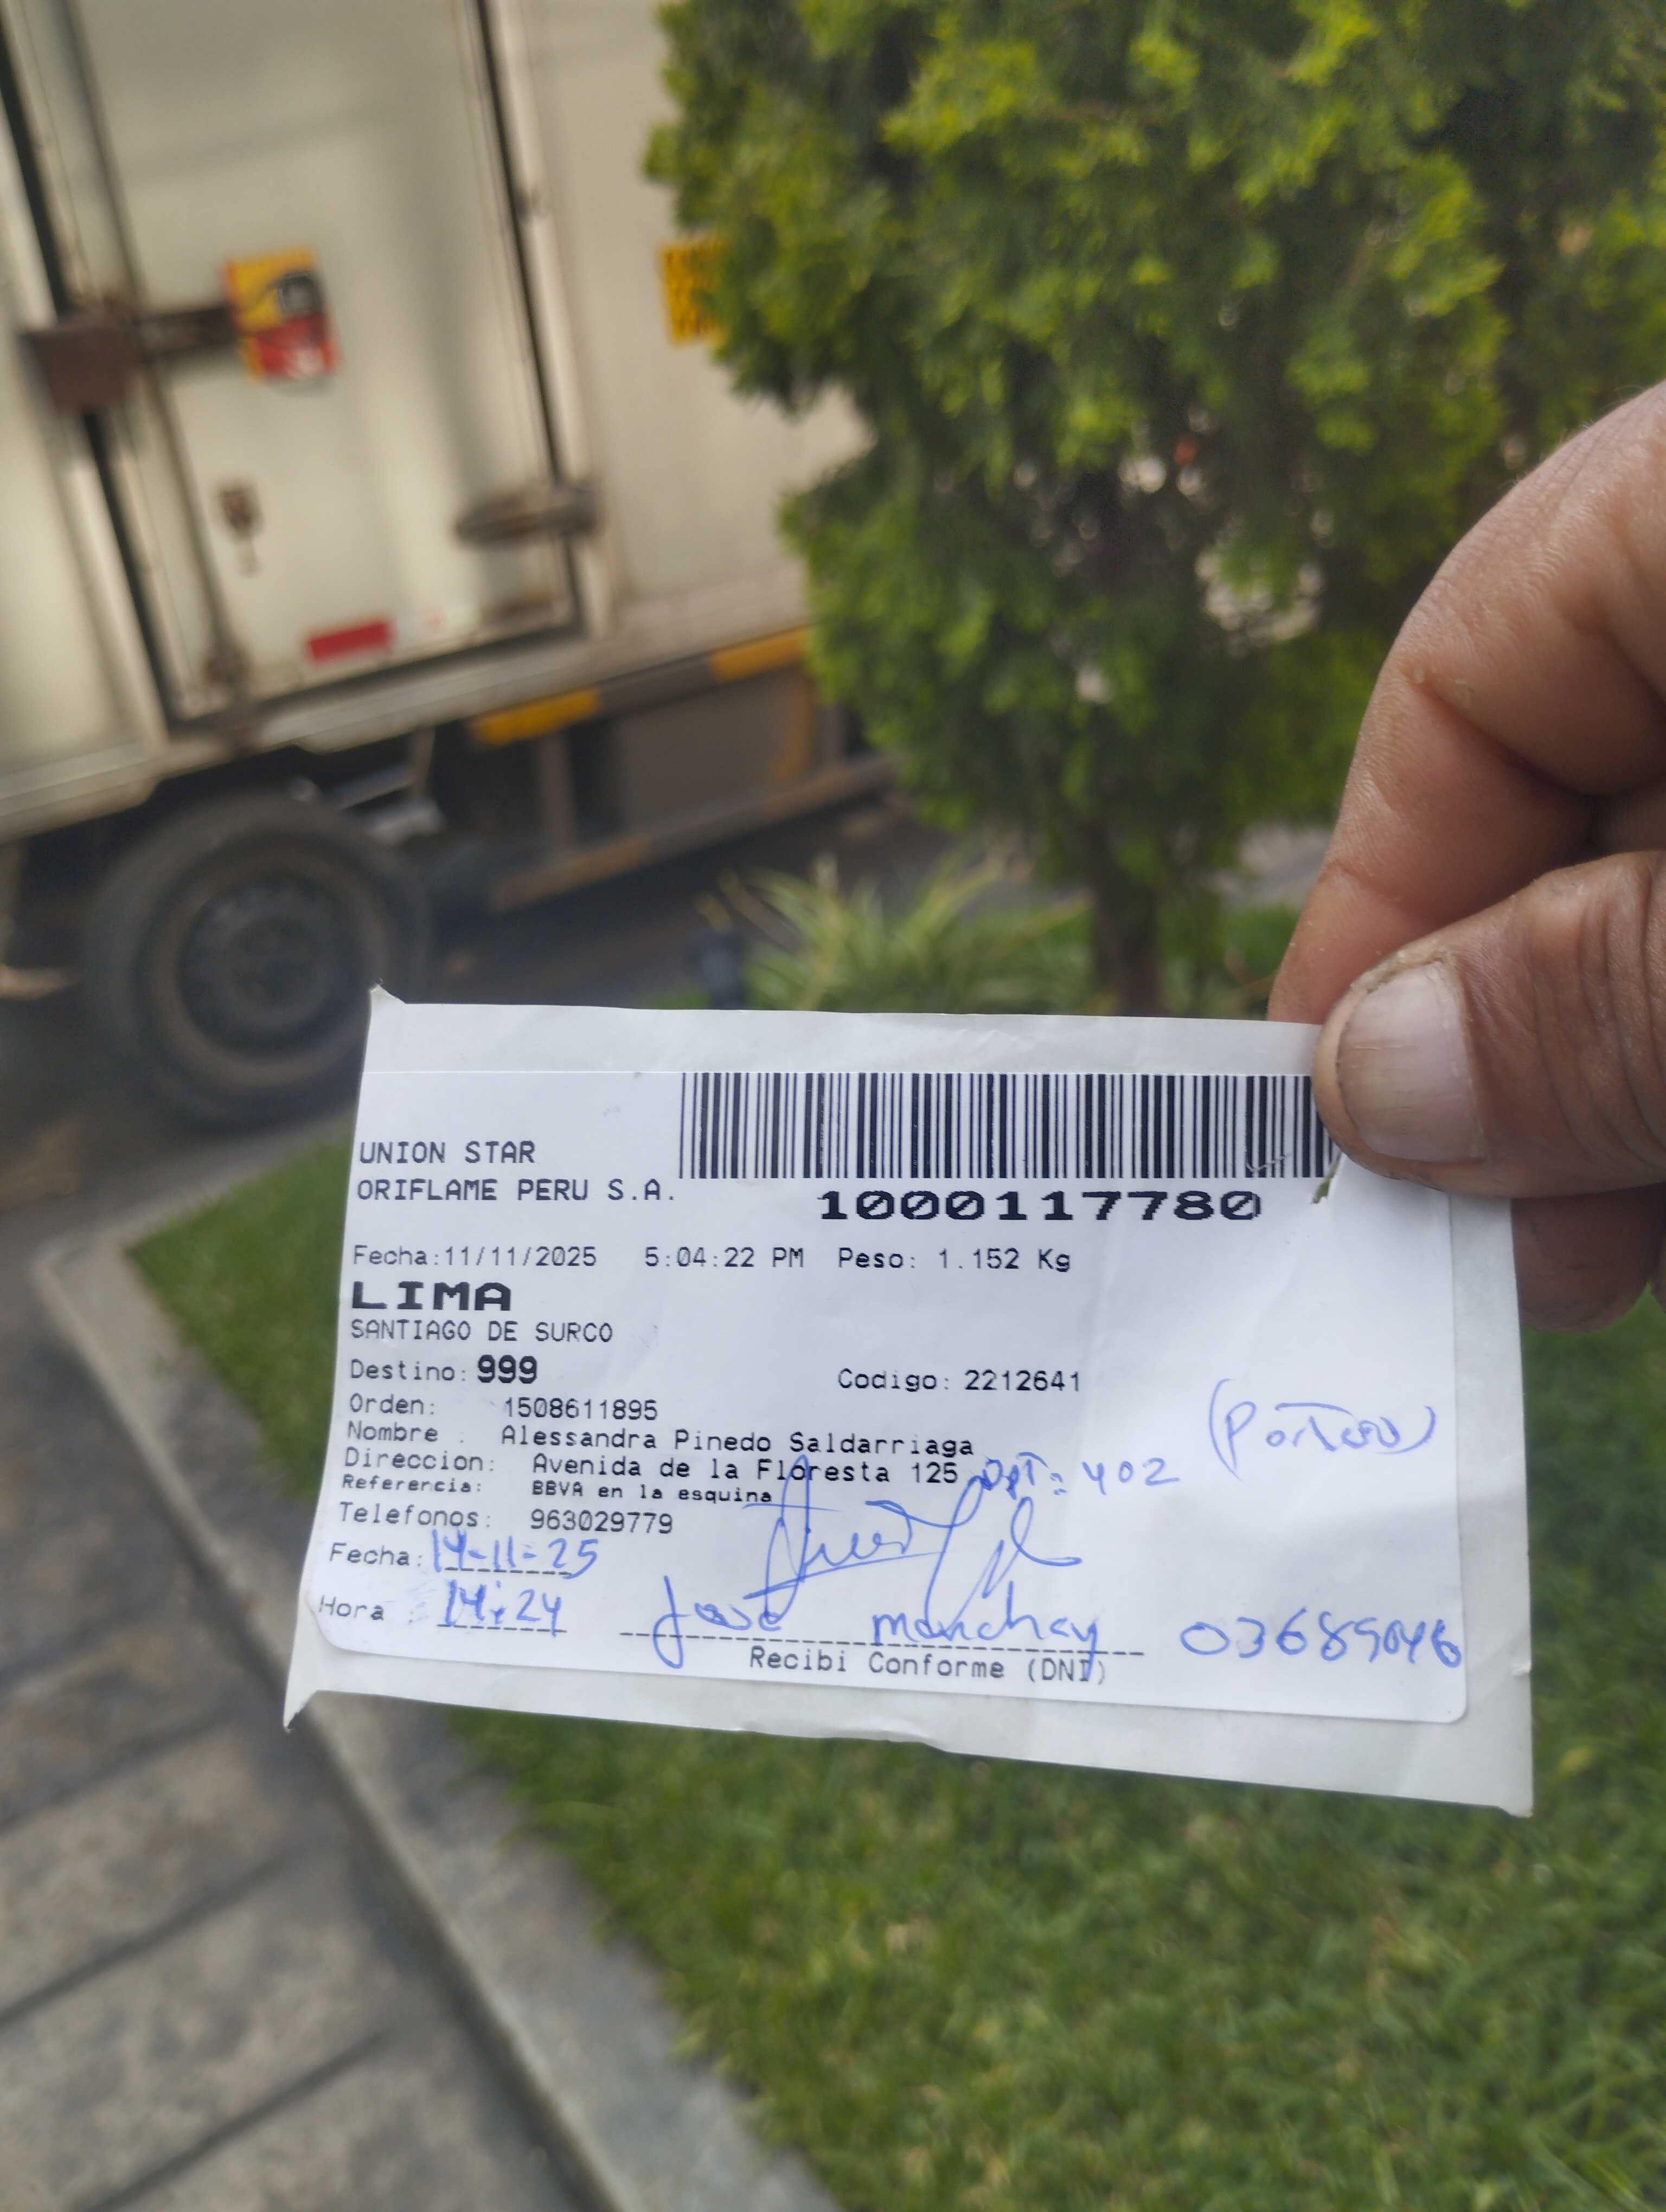 UNION STAR
ORIFLAME PERU S.A.
1000117780
Fecha:11/11/2025 5:04:22 PM Peso: 1.152 Kg
LIMA
SANTIAGO DE SURCO
Destino: 999 Codigo: 2212641
Orden: 1508611895
(Portero)
Nombre : Alessandra Pinedo Saldarriaga
Direccion: Avenida de la Floresta 125 Dpt: 402
Referencia: BBVA en la esquina
Telefonos: 963029779
Fecha: 14-11-25
Hora : 14:24
José manchay 03689046
Recibi Conforme (DNI)